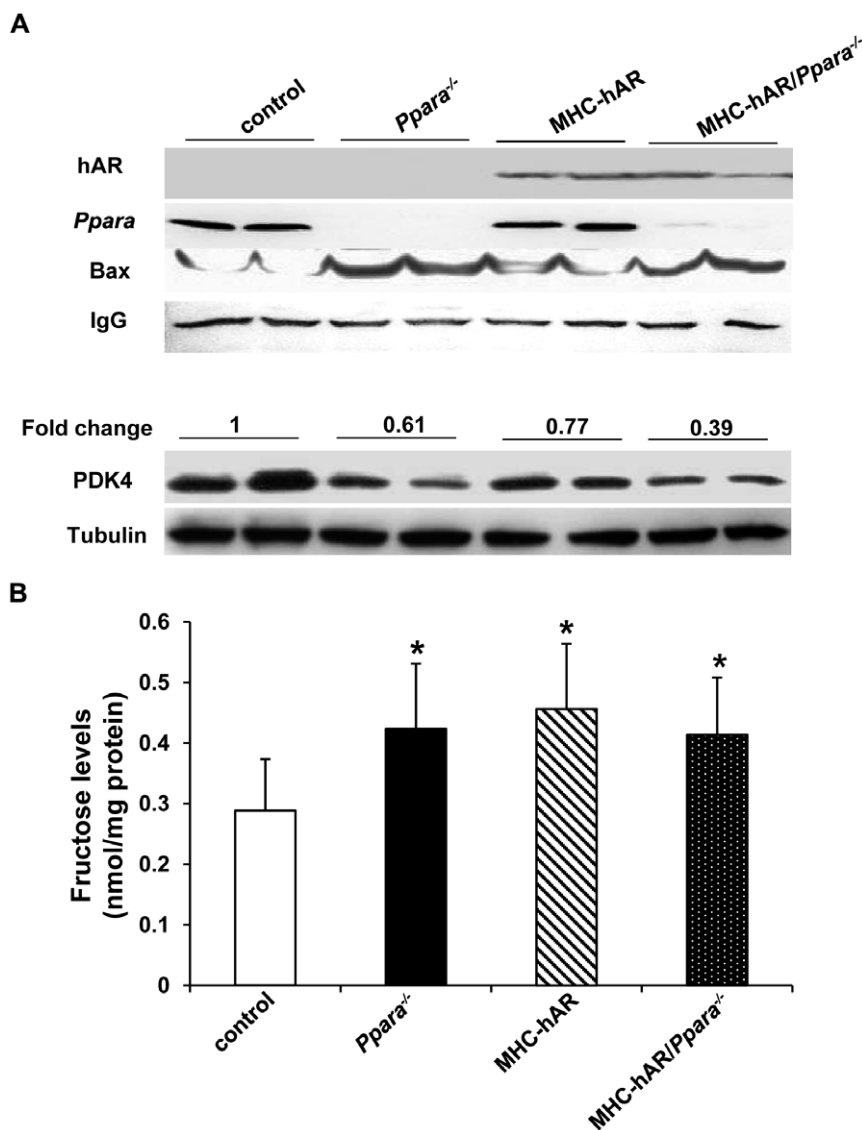 A
control
Ppara-/-
MHC-hAR
MHC-hAR/Ppara-/-
hAR
Ppara
Bax
IgG
Fold change
1
0.61
0.77
0.39
PDK4
Tubulin
B
Fructose levels
(nmol/mg protein)
0.6
0.5
0.4
0.3
0.2
0.1
0
*
*
*
control
Ppara-/-
MHC-hAR
MHC-hAR/Ppara-/-